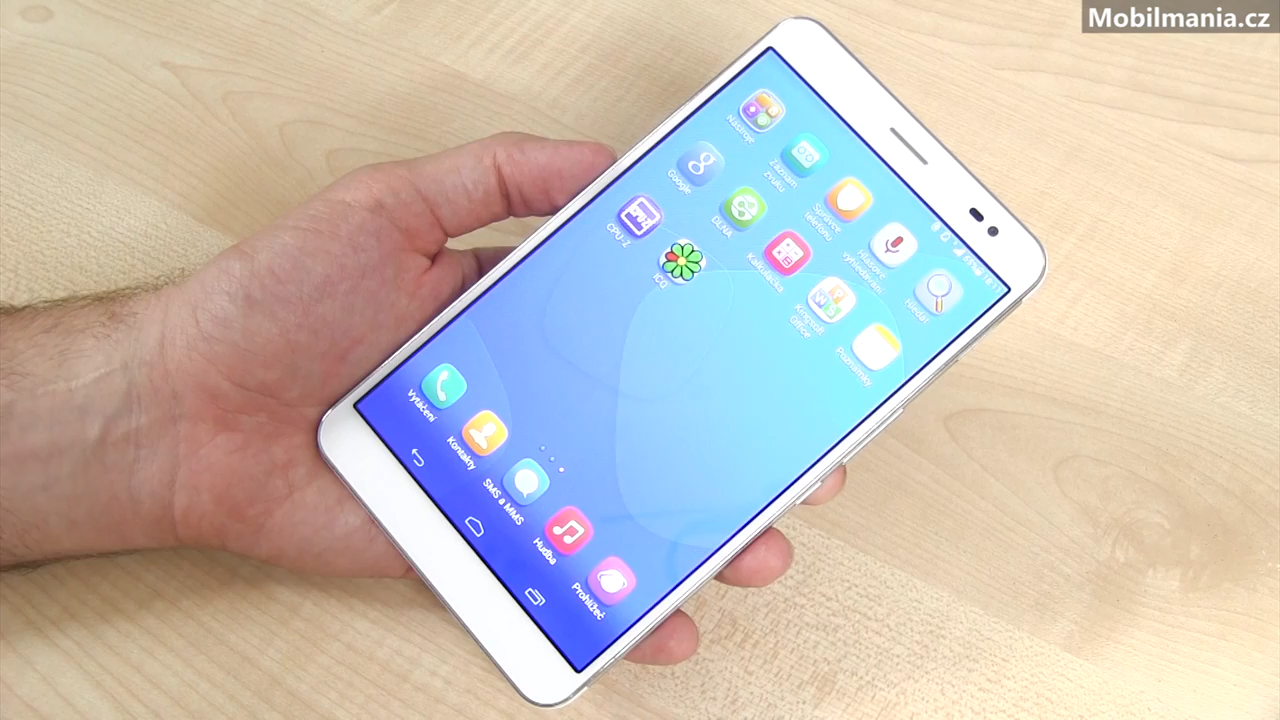 Mobilmania.cz
Nástroje
Záznam
zvuku
Správce
telefonu
Hlasové
vyhledávání
Hledat
Google
DLNA
Kalkulačka
Kingsoft
Office
Poznámky
CPU-Z
ICQ
Vytáčení
Kontakty
SMS a MMS
Hudba
Prohlížeč